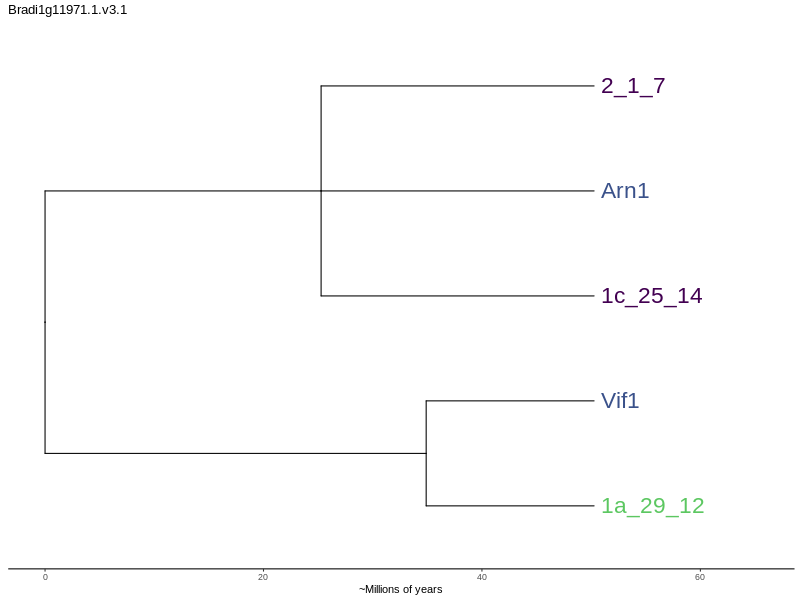 Bradi1g11971.1.v3.1
2_1_7
Arn1
1c_25_14
Vif1
1a_29_12
0 20 40 60
~Millions of years